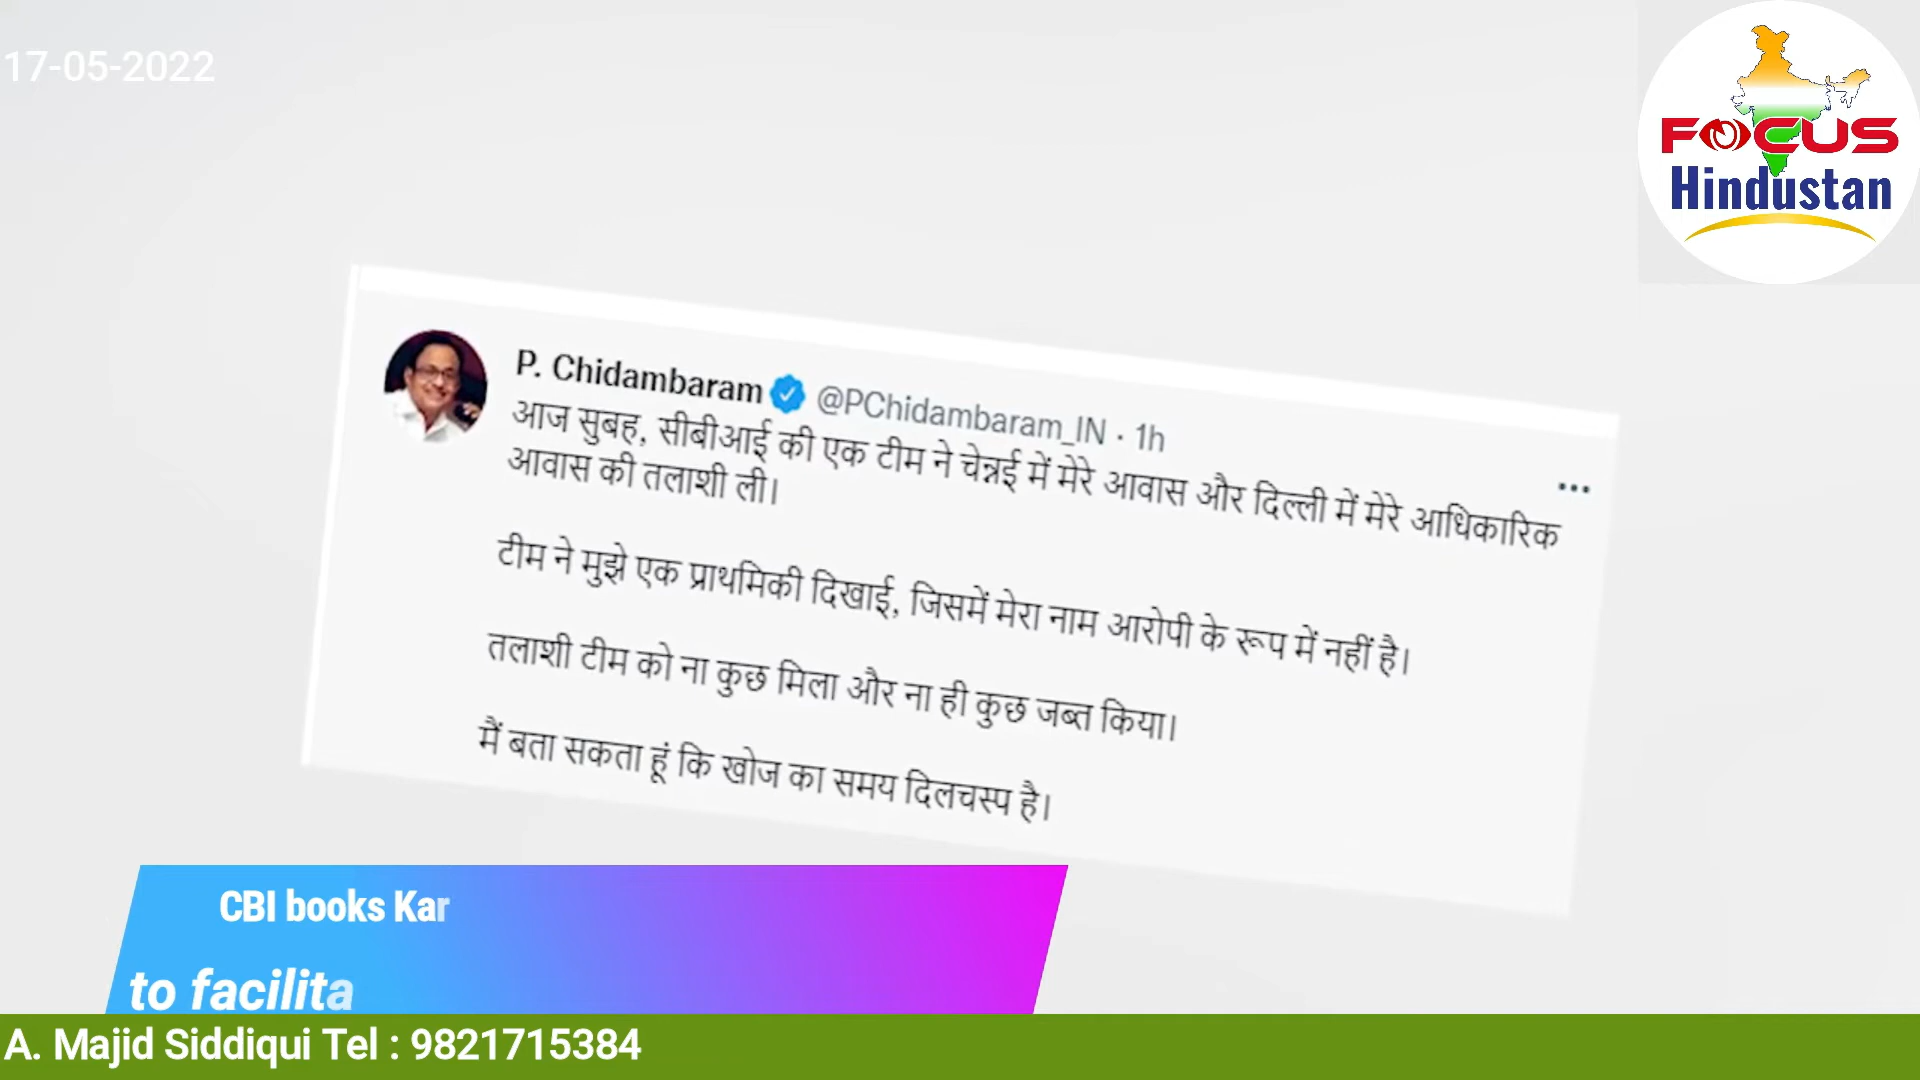 17-05-2022
FOCUS
Hindustan
P. Chidambaram @PChidambaram_IN · 1h
आज सुबह, सीबीआई की एक टीम ने चेन्नई में मेरे आवास और दिल्ली में मेरे आधिकारिक
आवास की तलाशी ली।
टीम ने मुझे एक प्राथमिकी दिखाई, जिसमें मेरा नाम आरोपी के रूप में नहीं है।
तलाशी टीम को ना कुछ मिला और ना ही कुछ जब्त किया।
मैं बता सकता हूं कि खोज का समय दिलचस्प है।
CBI books Kar
to facilita
A. Majid Siddiqui Tel : 9821715384